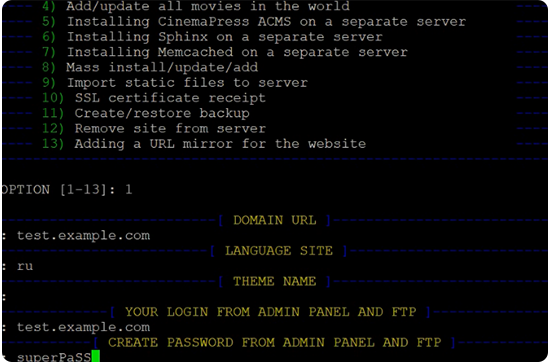 4) Add/update all movies in the world
5) Installing CinemaPress ACMS on a separate server
6) Installing Sphinx on a separate server
7) Installing Memcached on a separate server
8) Mass install/update/add
9) Import static files to server
10) SSL certificate receipt
11) Create/restore backup
12) Remove site from server
13) Adding a URL mirror for the website
OPTION [1-13]: 1
[ DOMAIN URL ]
: test.example.com
[ LANGUAGE SITE ]
: ru
[ THEME NAME ]
:
[ YOUR LOGIN FROM ADMIN PANEL AND FTP ]
: test.example.com
[ CREATE PASSWORD FROM ADMIN PANEL AND FTP ]
: superPaSS